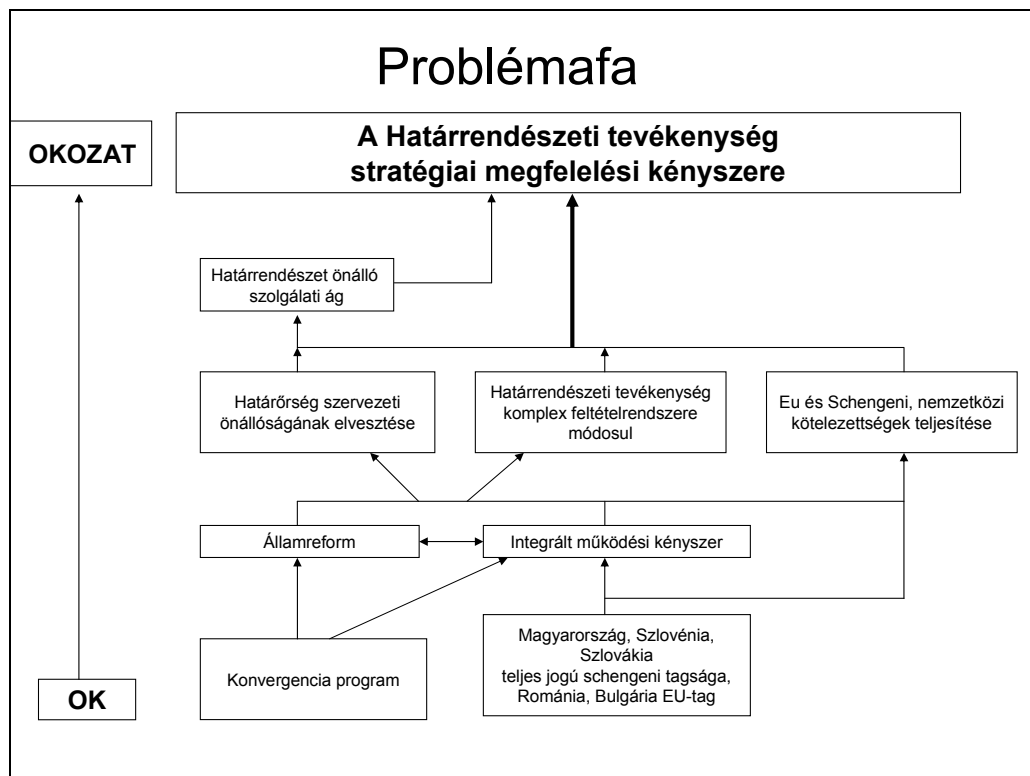 Problémafa
OKOZAT
A Határrendészeti tevékenység
stratégiai megfelelési kényszere
Határrendészet önálló
szolgálati ág
Határőrség szervezeti
önállóságának elvesztése
Határrendészeti tevékenység
komplex feltételrendszere
módosul
Eu és Schengeni, nemzetközi
kötelezettségek teljesítése
Államreform
Integrált működési kényszer
Konvergencia program
Magyarország, Szlovénia,
Szlovákia
teljes jogú schengeni tagsága,
Románia, Bulgária EU-tag
OK